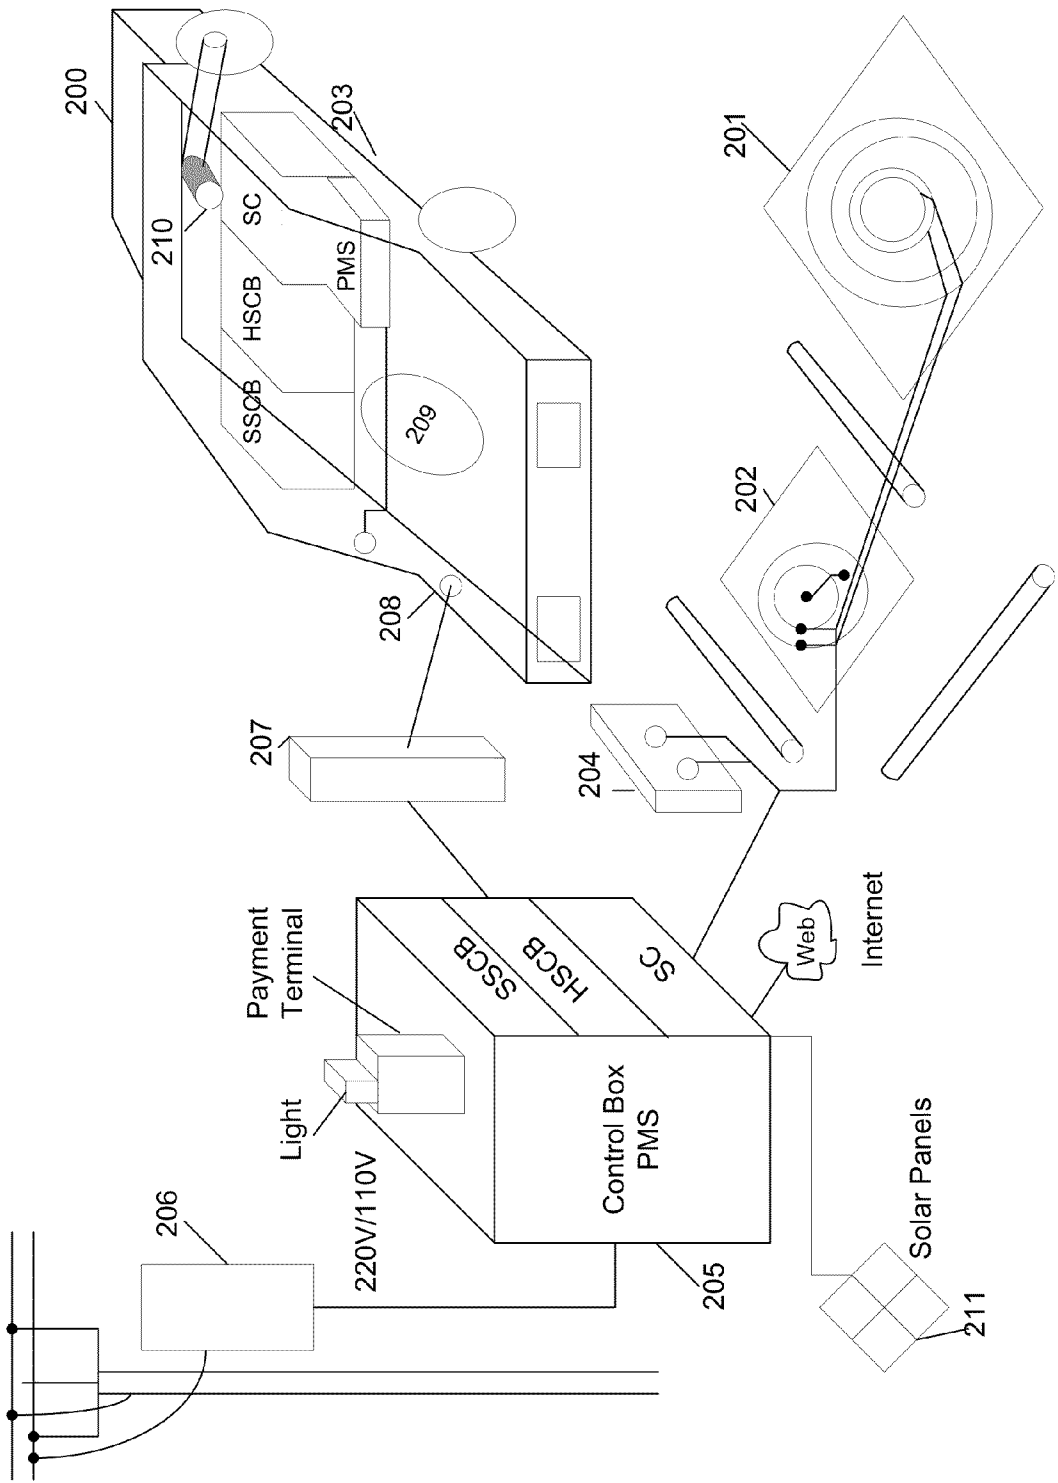 200
203
201
210
SC
HSCB
SSCB
PMS
209
208
202
207
204
Payment
Terminal
Light
SSCB
HSCB
SC
Web
Internet
220V/110V
Control Box
PMS
206
205
Solar Panels
211